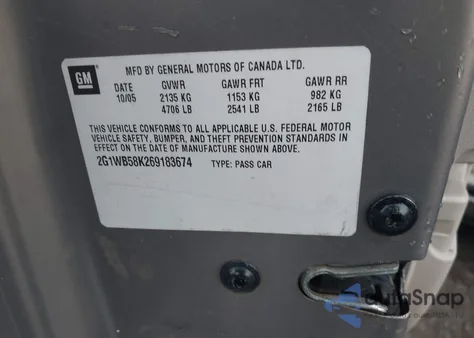 GM
MFD BY GENERAL MOTORS OF CANADA LTD.
DATE GVWR GAWR FRT GAWR RR
10/05 2135 KG 1153 KG 982 KG
4706 LB 2541 LB 2165 LB
THIS VEHICLE CONFORMS TO ALL APPLICABLE U.S. FEDERAL MOTOR
VEHICLE SAFETY, BUMPER, AND THEFT PREVENTION STANDARDS
IN EFFECT ON THE DATE OF MANUFACTURE SHOWN ABOVE.
2G1WB58K269183674 TYPE: PASS CAR
autaSnap